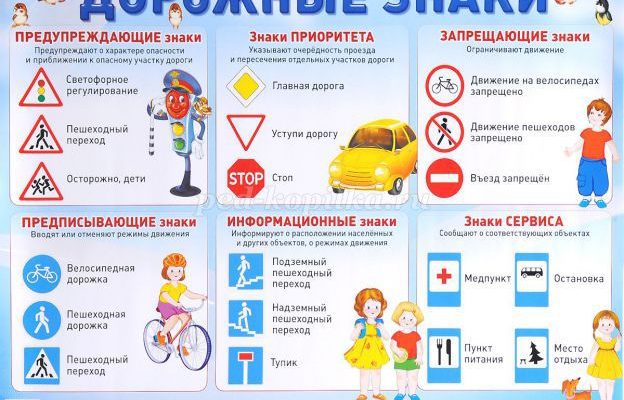 ДОРОЖНЫЕ ЗНАКИ
ПРЕДУПРЕЖДАЮЩИЕ знаки
Предупреждают о характере опасности
и приближении к опасному участку дороги
Светофорное
регулирование
Пешеходный
переход
Осторожно, дети
Знаки ПРИОРИТЕТА
Указывают очерёдность проезда
и пересечения отдельных участков дороги
Главная дорога
Уступи дорогу
STOP
Стоп
ЗАПРЕЩАЮЩИЕ знаки
Ограничивают движение
Движение на велосипедах
запрещено
Движение пешеходов
запрещено
Въезд запрещён
ped-kopilka.ru
ПРЕДПИСЫВАЮЩИЕ знаки
Вводят или отменяют режимы движения
Велосипедная
дорожка
Пешеходная
дорожка
Пешеходный
переход
ИНФОРМАЦИОННЫЕ знаки
Информируют о расположении населённых
и других объектов, о режимах движения
Подземный
пешеходный
переход
Надземный
пешеходный
переход
Тупик
Знаки СЕРВИСА
Сообщают о соответствующих объектах
Медпункт
Остановка
Пункт
питания
Место
отдыха